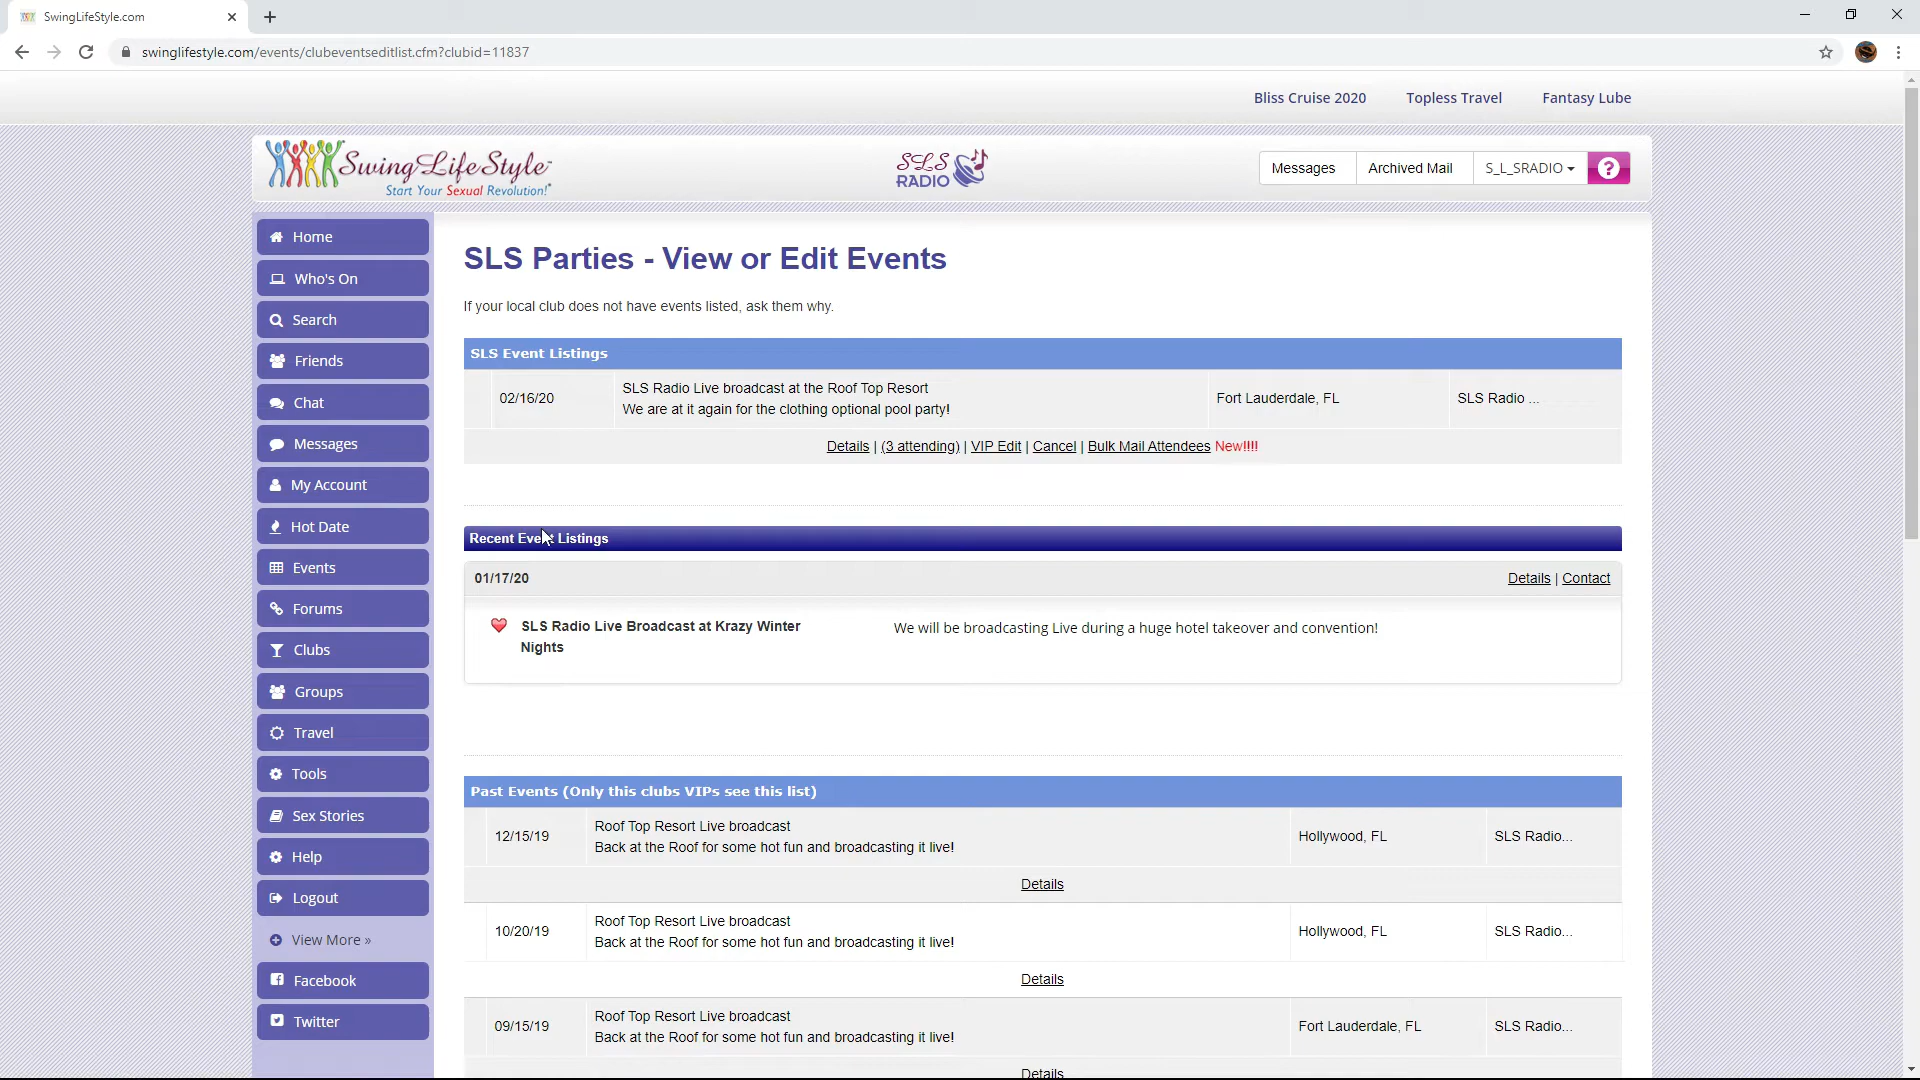 SwingLifeStyle.com
swinglifestyle.com/events/clubeventseditlist.cfm?clubid=11837
Bliss Cruise 2020
Topless Travel
Fantasy Lube
SwingLifeStyle™
Start Your Sexual Revolution!®
SLS
RADIO
Messages
Archived Mail
S_L_SRADIO
?
Home
Who's On
Search
Friends
Chat
Messages
My Account
Hot Date
Events
Forums
Clubs
Groups
Travel
Tools
Sex Stories
Help
Logout
View More »
Facebook
Twitter
SLS Parties - View or Edit Events
If your local club does not have events listed, ask them why.
SLS Event Listings
02/16/20
SLS Radio Live broadcast at the Roof Top Resort
We are at it again for the clothing optional pool party!
Fort Lauderdale, FL
SLS Radio ...
Details | (3 attending) | VIP Edit | Cancel | Bulk Mail Attendees New!!!!
Recent Event Listings
01/17/20
Details | Contact
SLS Radio Live Broadcast at Krazy Winter
Nights
We will be broadcasting Live during a huge hotel takeover and convention!
Past Events (Only this clubs VIPs see this list)
12/15/19
Roof Top Resort Live broadcast
Back at the Roof for some hot fun and broadcasting it live!
Hollywood, FL
SLS Radio...
Details
10/20/19
Roof Top Resort Live broadcast
Back at the Roof for some hot fun and broadcasting it live!
Hollywood, FL
SLS Radio...
Details
09/15/19
Roof Top Resort Live broadcast
Back at the Roof for some hot fun and broadcasting it live!
Fort Lauderdale, FL
SLS Radio...
Details